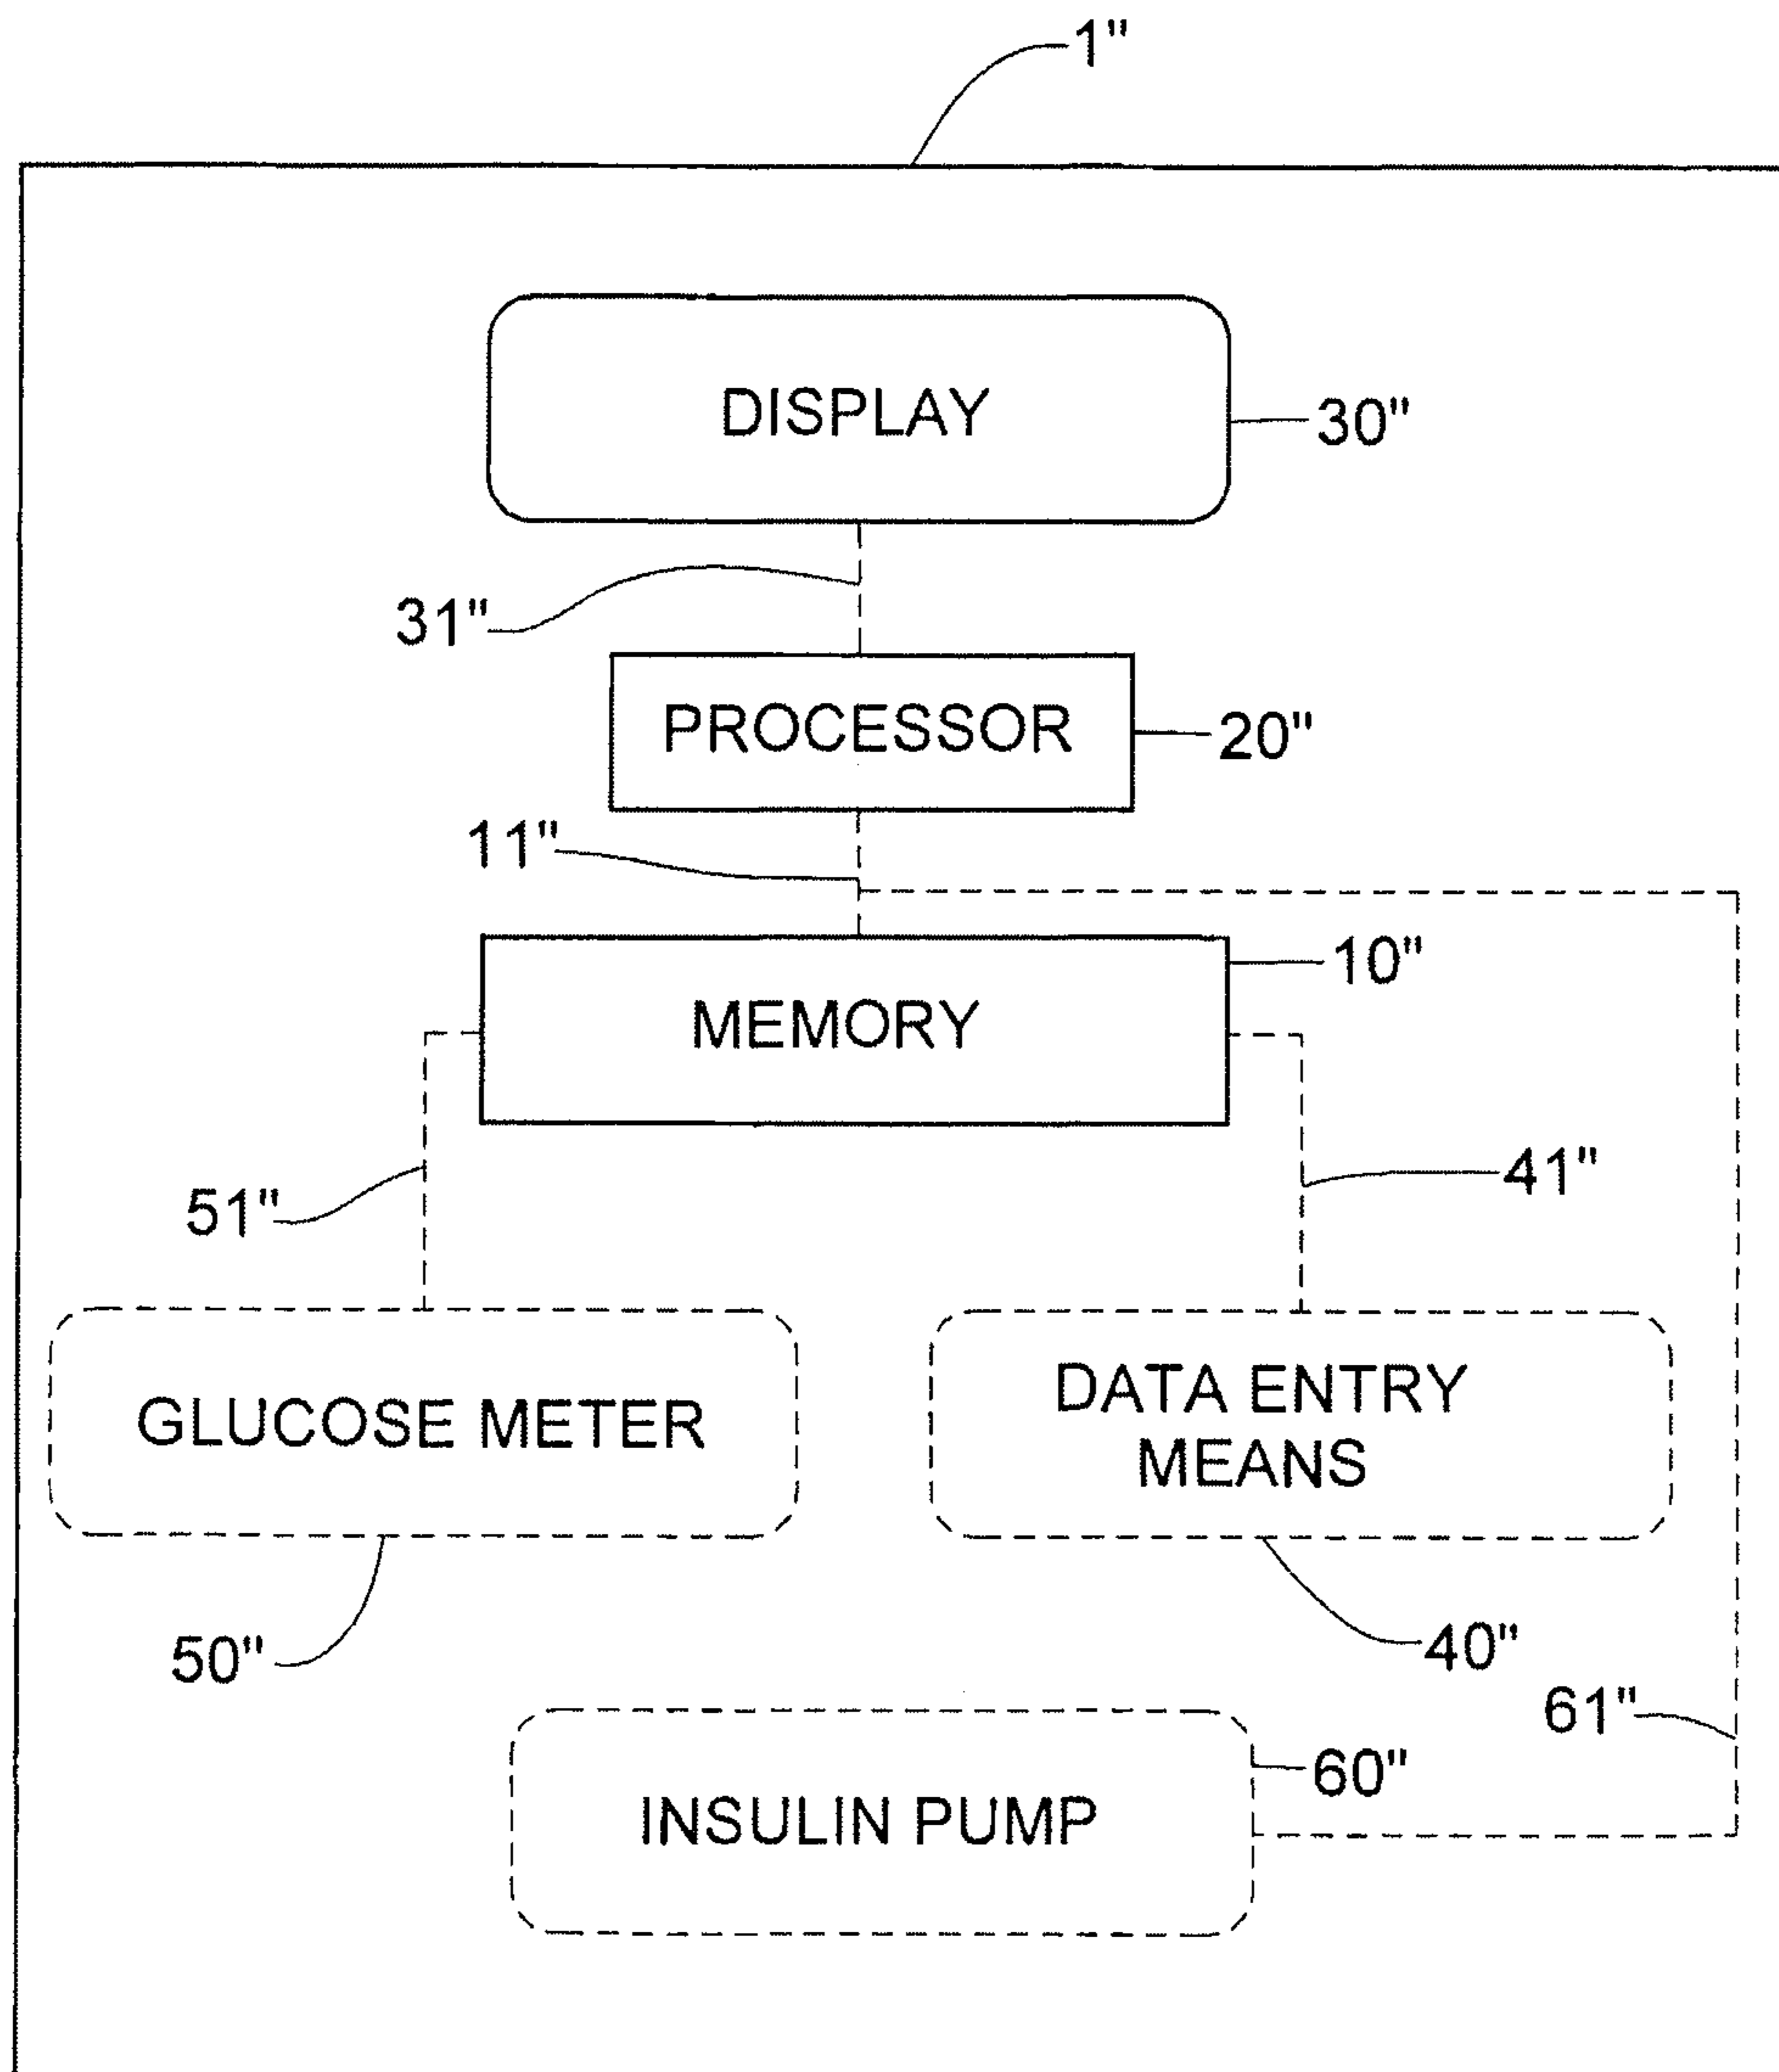 1"
DISPLAY
30"
31"
PROCESSOR
20"
11"
10"
MEMORY
51"
41"
GLUCOSE METER
DATA ENTRY
MEANS
50"
40"
61"
60"
INSULIN PUMP